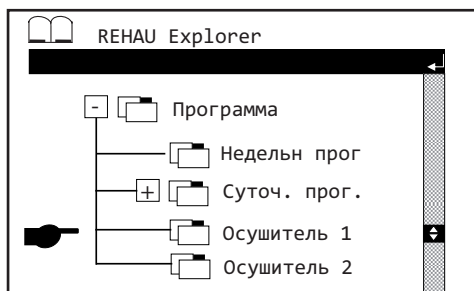 REHAU Explorer
- Программа
Недельн прог
+ Суточ. прог.
Осушитель 1
Осушитель 2